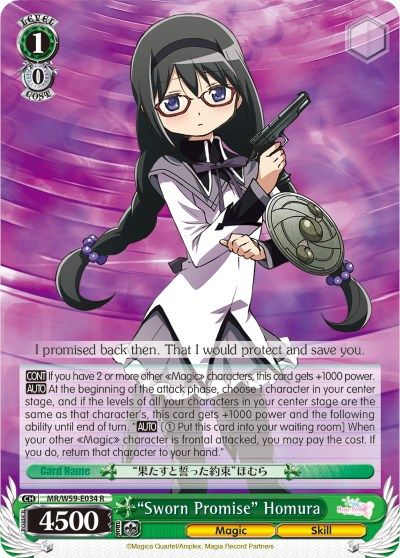 LEVEL
1
0
COST
I promised back then. That I would protect and save you.
CONT If you have 2 or more other «Magic» characters, this card gets +1000 power.
AUTO At the beginning of the attack phase, choose 1 character in your center
stage, and if the levels of all your characters in your center stage are the
same as that character's, this card gets +1000 power and the following
ability until end of turn. "AUTO [① Put this card into your waiting room] When
your other «Magic» character is frontal attacked, you may pay the cost. If
you do, return that character to your hand."
Card Name
“果たすと誓った約束”ほむら
CH MR/W59-E034 R
POWER
4500
“Sworn Promise” Homura
Magic
Skill
©Magica Quartet/Aniplex, Magia Record Partners